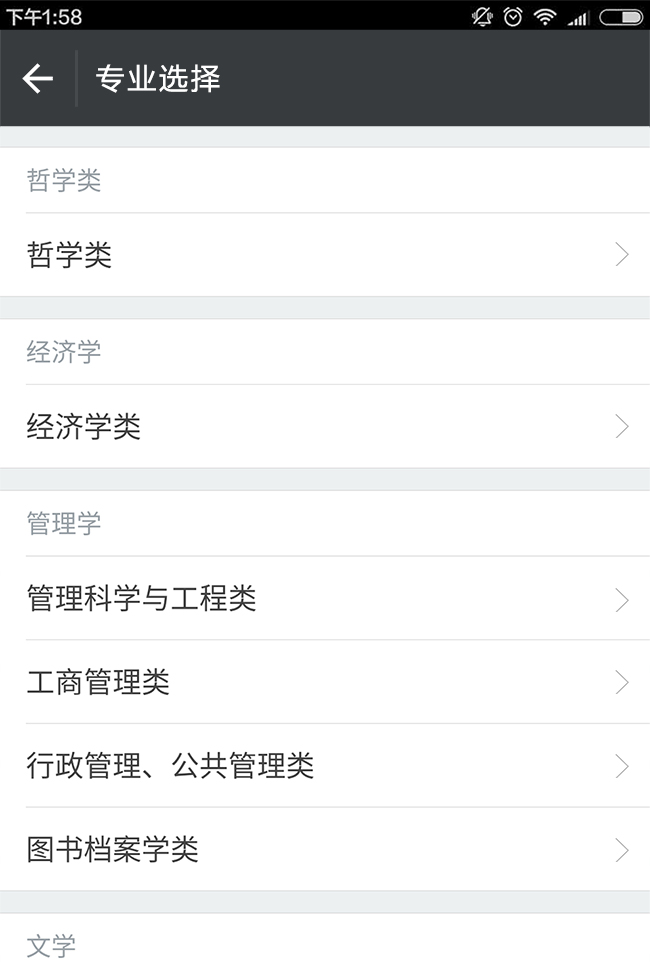 下午1:58
专业选择
哲学类
哲学类
经济学
经济学类
管理学
管理科学与工程类
工商管理类
行政管理、公共管理类
图书档案学类
文学